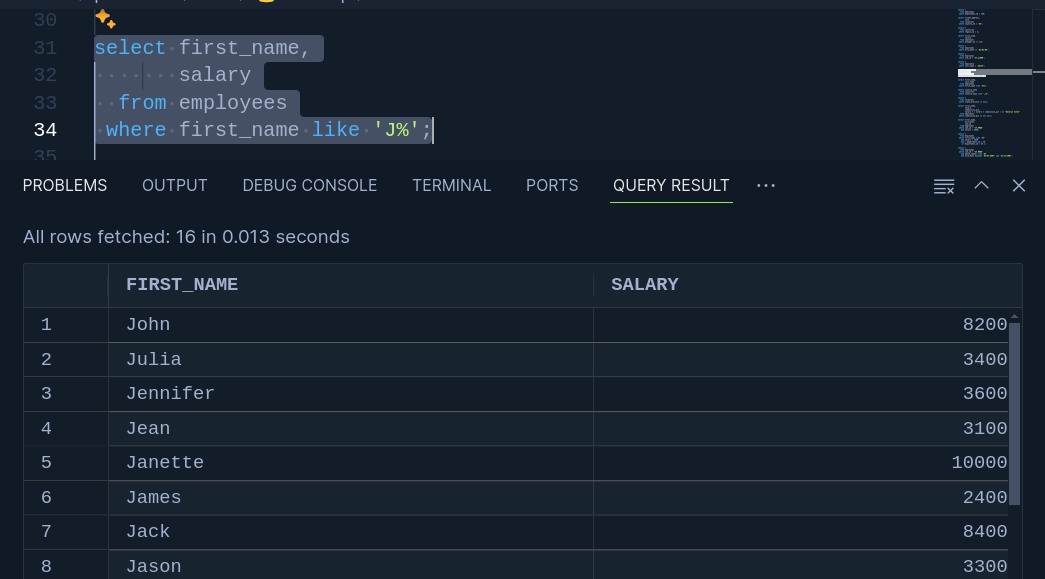 30
31 select first_name,
32 salary
33 from employees
34 where first_name like 'J%';
35
PROBLEMS OUTPUT DEBUG CONSOLE TERMINAL PORTS QUERY RESULT ...
All rows fetched: 16 in 0.013 seconds
FIRST_NAME SALARY
1 John 8200
2 Julia 3400
3 Jennifer 3600
4 Jean 3100
5 Janette 10000
6 James 2400
7 Jack 8400
8 Jason 3300